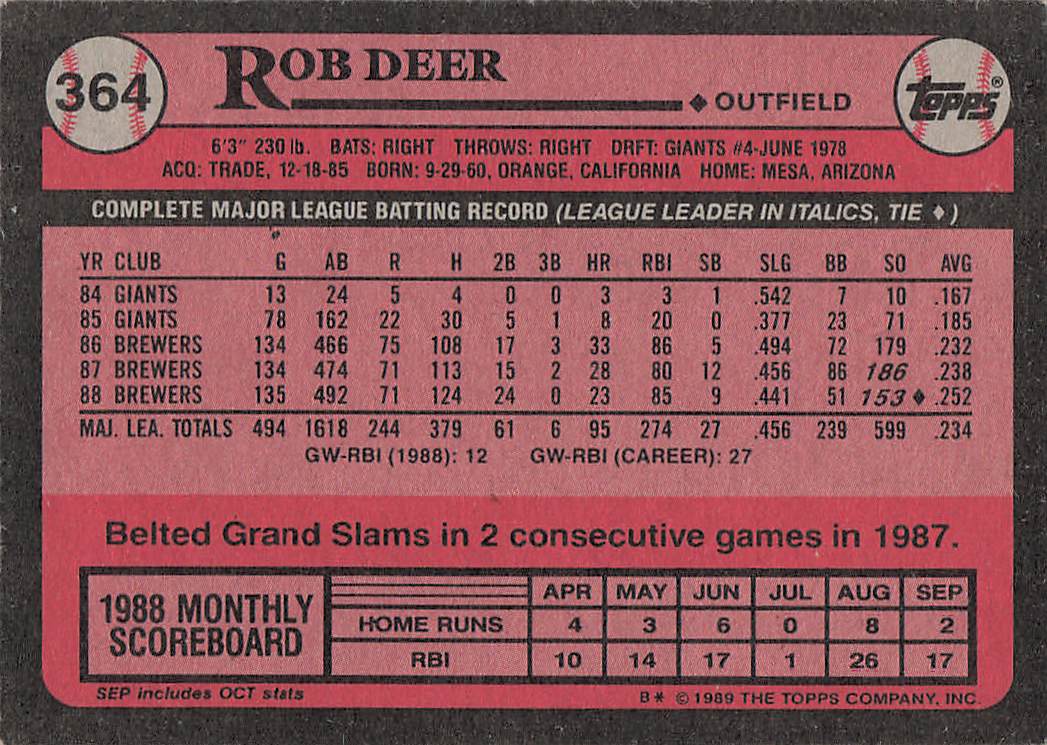 364
ROB DEER
◆ OUTFIELD
Topps®
6'3" 230 lb. BATS: RIGHT THROWS: RIGHT DRFT: GIANTS #4-JUNE 1978
ACQ: TRADE, 12-18-85 BORN: 9-29-60, ORANGE, CALIFORNIA HOME: MESA, ARIZONA
COMPLETE MAJOR LEAGUE BATTING RECORD (LEAGUE LEADER IN ITALICS, TIE ♦)
YR CLUB G AB R H 2B 3B HR RBI SB SLG BB SO AVG
84 GIANTS 13 24 5 4 0 0 3 3 1 .542 7 10 .167
85 GIANTS 78 162 22 30 5 1 8 20 0 .377 23 71 .185
86 BREWERS 134 466 75 108 17 3 33 86 5 .494 72 179 .232
87 BREWERS 134 474 71 113 15 2 28 80 12 .456 86 186 .238
88 BREWERS 135 492 71 124 24 0 23 85 9 .441 51 153 ♦ .252
MAJ. LEA. TOTALS 494 1618 244 379 61 6 95 274 27 .456 239 599 .234
GW-RBI (1988): 12 GW-RBI (CAREER): 27
Belted Grand Slams in 2 consecutive games in 1987.
1988 MONTHLY
SCOREBOARD
APR MAY JUN JUL AUG SEP
HOME RUNS 4 3 6 0 8 2
RBI 10 14 17 1 26 17
SEP includes OCT stats
B* © 1989 THE TOPPS COMPANY, INC.